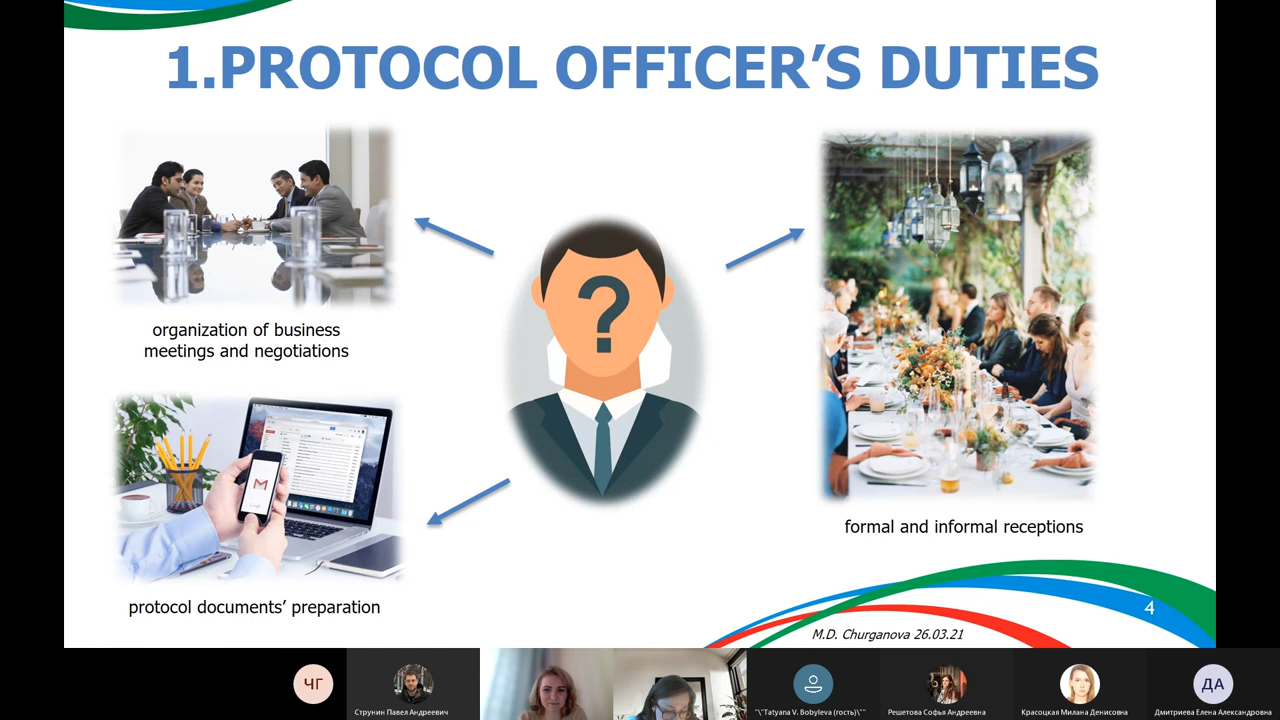 1.PROTOCOL OFFICER’S DUTIES
?
organization of business
meetings and negotiations
M
protocol documents’ preparation
formal and informal receptions
4
M.D. Churganova 26.03.21
ЧГ
Струнин Павел Андреевич
"\"Tatyana V. Bobyleva (гость)\""
Решетова Софья Андреевна
Красоцкая Милана Денисовна
ДА
Дмитриева Елена Александровна